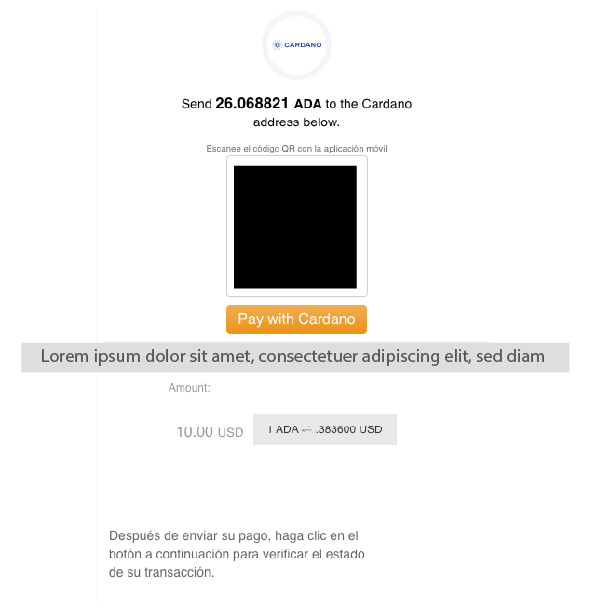 CARDANO
Send 26.068821 ADA to the Cardano
address below.
Escanee el código QR con la aplicación móvil
Pay with Cardano
Lorem ipsum dolor sit amet, consectetuer adipiscing elit, sed diam
Amount:
10.00 USD
1 ADA ⇌ .383600 USD
Después de enviar su pago, haga clic en el
botón a continuación para verificar el estado
de su transacción.